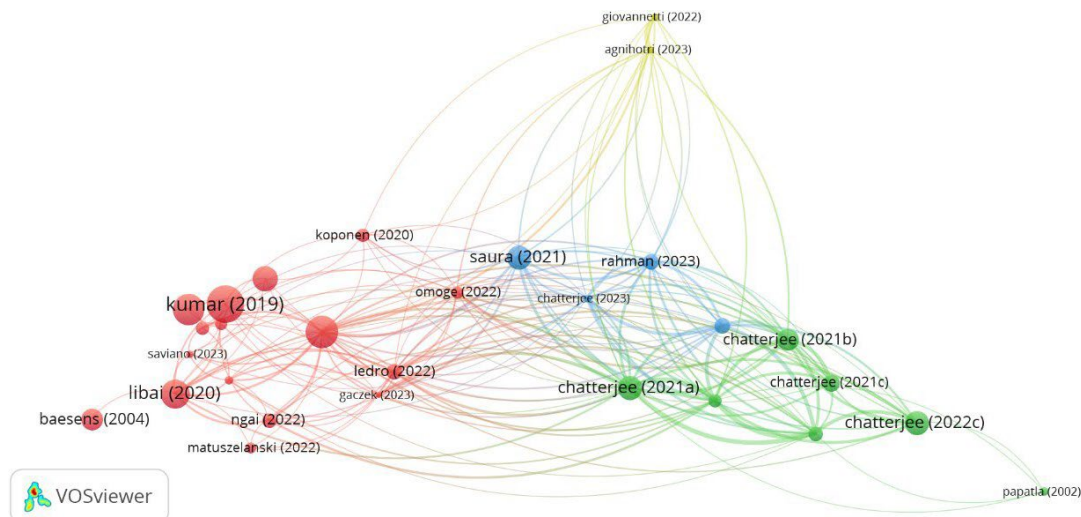 giovannetti (2022)
agnihotri (2023)
koponen (2020)
saura (2021)
rahman (2023)
omoge (2022)
chatterjee (2023)
kumar (2019)
chatterjee (2021b)
saviano (2023)
ledro (2022)
chatterjee (2021a)
chatterjee (2021c)
libai (2020)
gaczek (2023)
baesens (2004)
ngai (2022)
chatterjee (2022c)
matuszelanski (2022)
papatla (2002)
VOSviewer